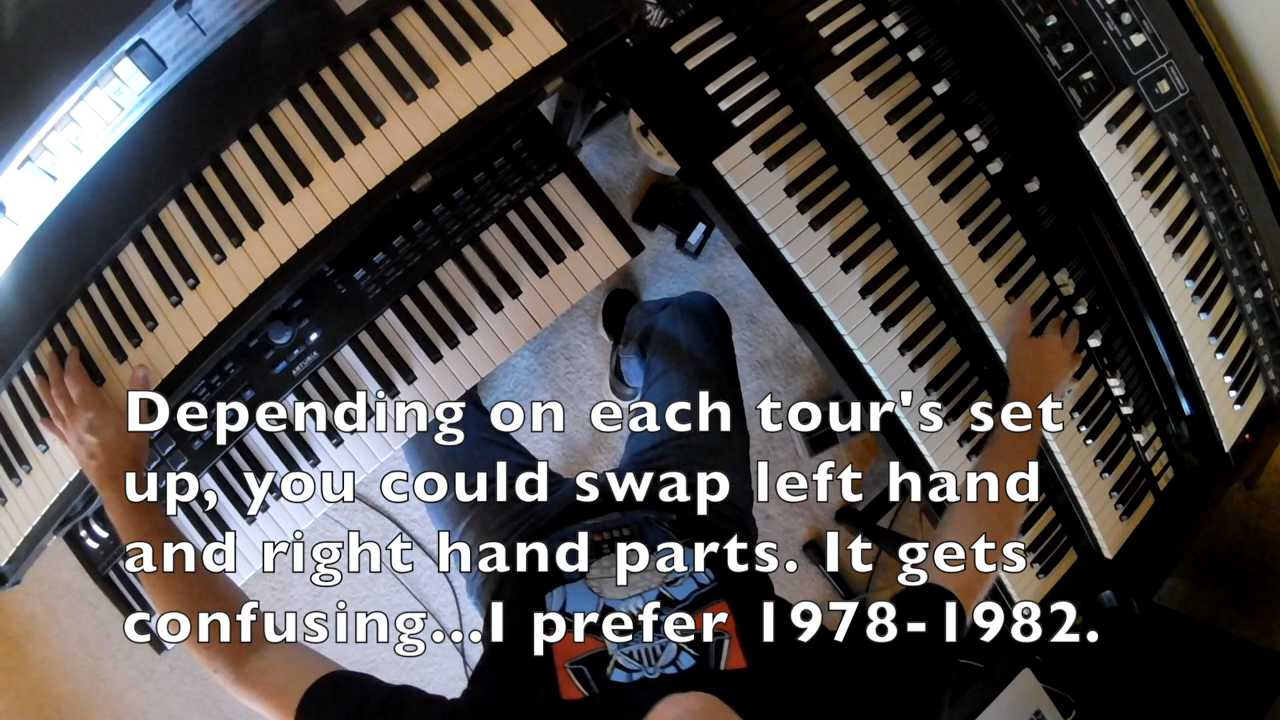 ARTURIA
Depending on each tour's set
up, you could swap left hand
and right hand parts. It gets
confusing...I prefer 1978-1982.